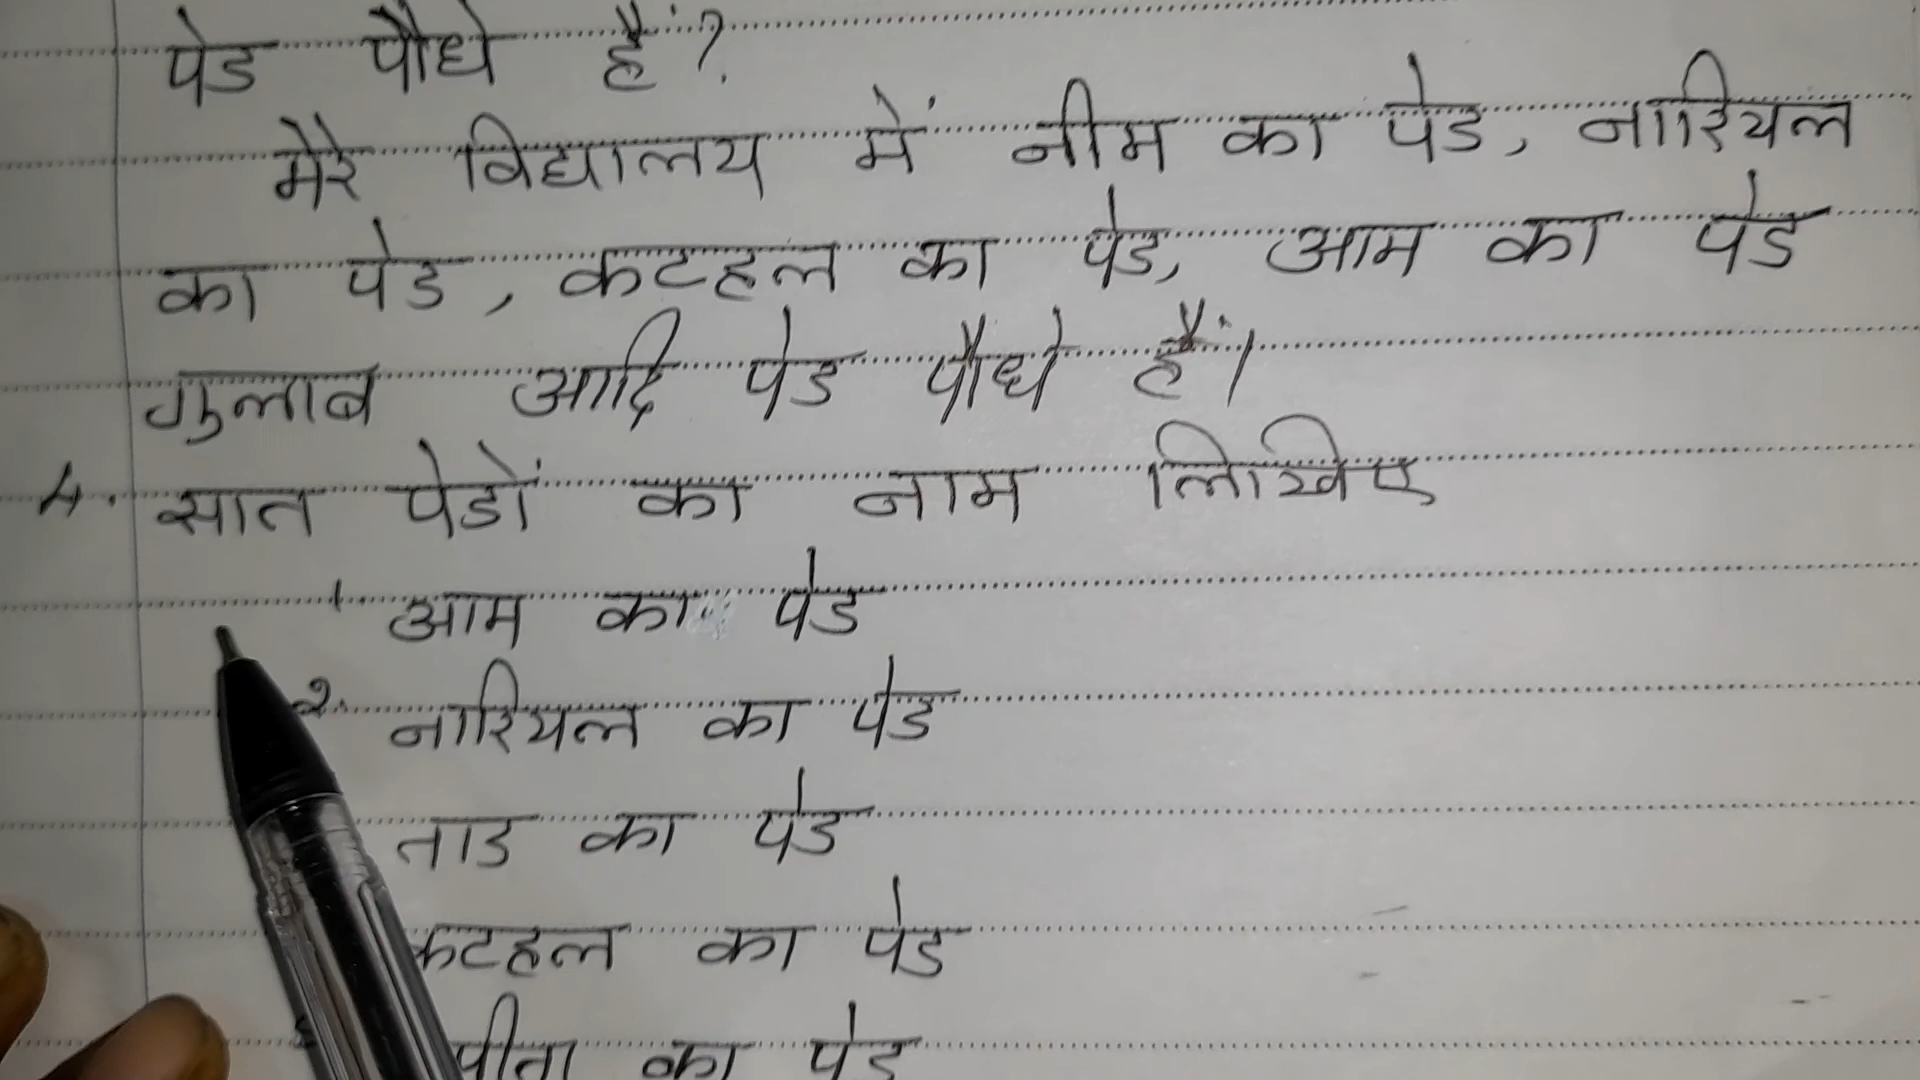 पेड पौधे हैं?
मेरे विद्यालय में नीम का पेड, नारियल
का पेड, कटहल का पेड, आम का पेड
गुलाब आदि पेड पौधे हैं।
4. सात पेडों का नाम लिखिए
1. आम का पेड
2. नारियल का पेड
ताड का पेड
कटहल का पेड
का पेड